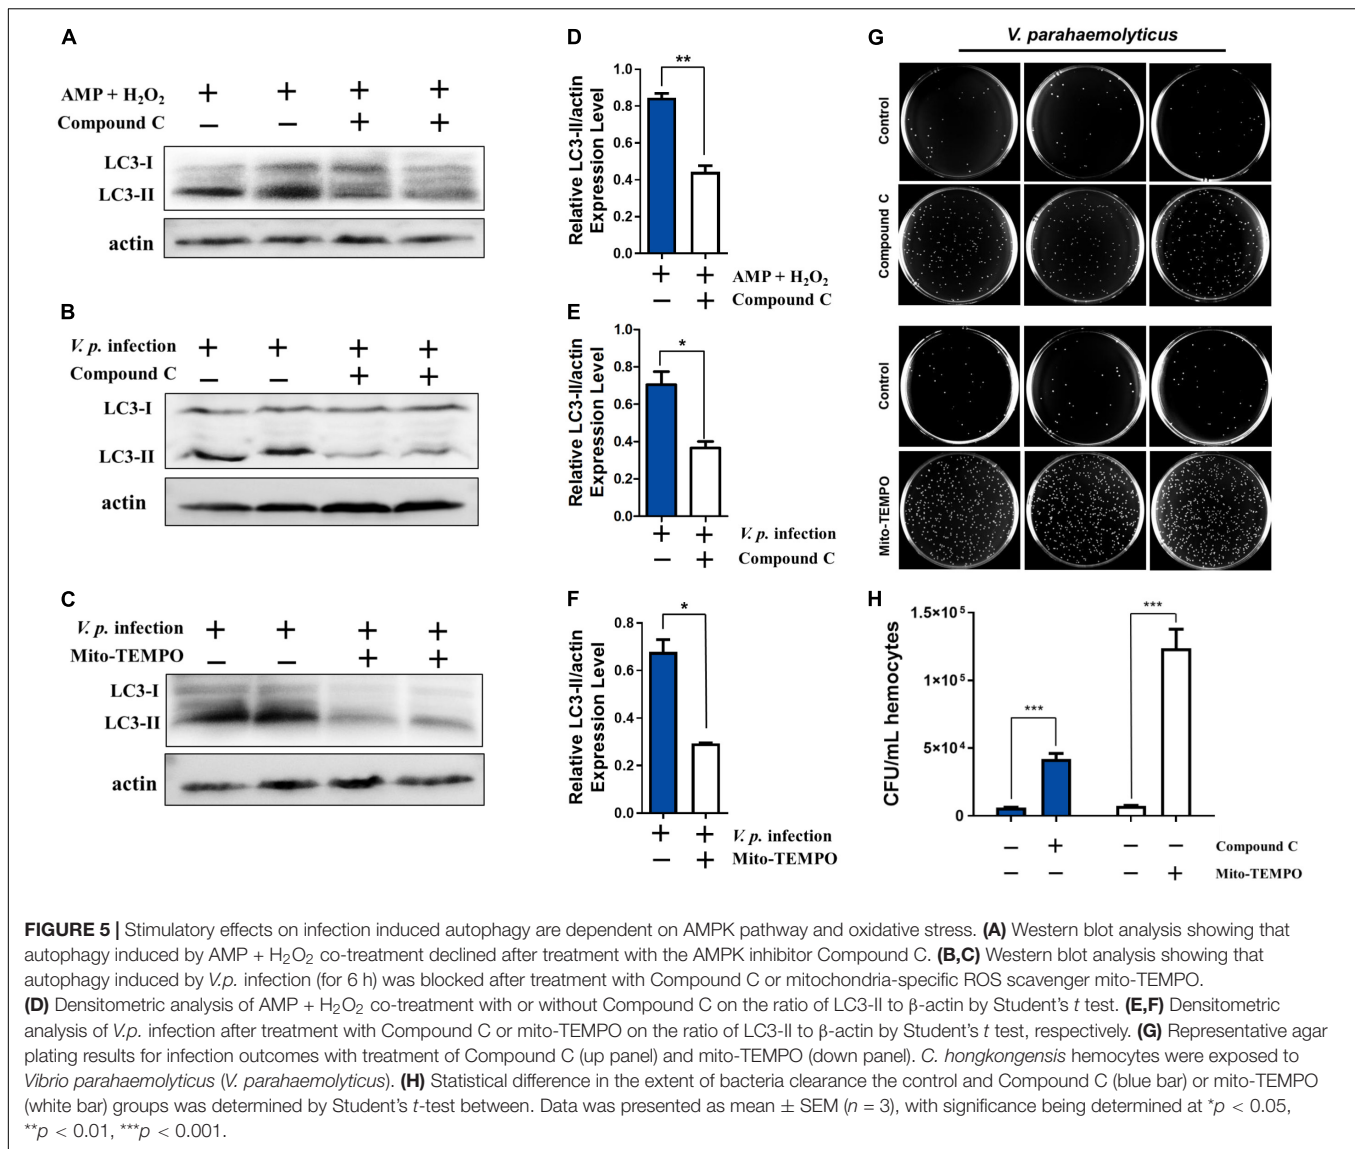 A
AMP + H₂O₂ + + + +
Compound C – – + +
LC3-I
LC3-II
actin
B
V. p. infection + + + +
Compound C – – + +
LC3-I
LC3-II
actin
C
V. p. infection + + + +
Mito-TEMPO – – + +
LC3-I
LC3-II
actin
D
Relative LC3-II/actin
Expression Level
1.0
0.8
0.6
0.4
0.2
0.0
**
+ + AMP + H₂O₂
– + Compound C
E
Relative LC3-II/actin
Expression Level
1.0
0.8
0.6
0.4
0.2
0.0
*
+ + V. p. infection
– + Compound C
F
Relative LC3-II/actin
Expression Level
0.8
0.6
0.4
0.2
0.0
*
+ + V. p. infection
– + Mito-TEMPO
G
V. parahaemolyticus
Control
Compound C
Control
Mito-TEMPO
H
CFU/mL hemocytes
1.5×10⁵
1×10⁵
5×10⁴
0
***
***
– + – – Compound C
– – – + Mito-TEMPO
FIGURE 5 | Stimulatory effects on infection induced autophagy are dependent on AMPK pathway and oxidative stress. (A) Western blot analysis showing that
autophagy induced by AMP + H₂O₂ co-treatment declined after treatment with the AMPK inhibitor Compound C. (B,C) Western blot analysis showing that
autophagy induced by V.p. infection (for 6 h) was blocked after treatment with Compound C or mitochondria-specific ROS scavenger mito-TEMPO.
(D) Densitometric analysis of AMP + H₂O₂ co-treatment with or without Compound C on the ratio of LC3-II to β-actin by Student's t test. (E,F) Densitometric
analysis of V.p. infection after treatment with Compound C or mito-TEMPO on the ratio of LC3-II to β-actin by Student's t test, respectively. (G) Representative agar
plating results for infection outcomes with treatment of Compound C (up panel) and mito-TEMPO (down panel). C. hongkongensis hemocytes were exposed to
Vibrio parahaemolyticus (V. parahaemolyticus). (H) Statistical difference in the extent of bacteria clearance the control and Compound C (blue bar) or mito-TEMPO
(white bar) groups was determined by Student's t-test between. Data was presented as mean ± SEM (n = 3), with significance being determined at *p < 0.05,
**p < 0.01, ***p < 0.001.